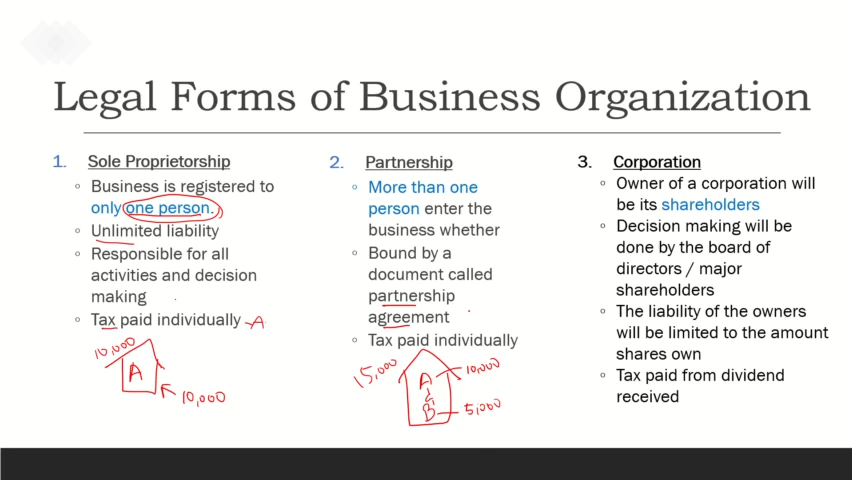 Legal Forms of Business Organization
1. Sole Proprietorship
◦ Business is registered to
only one person.
◦ Unlimited liability
◦ Responsible for all
activities and decision
making
◦ Tax paid individually - A
10,000
A
10,000
2. Partnership
◦ More than one
person enter the
business whether
◦ Bound by a
document called
partnership
agreement
◦ Tax paid individually
15,000
A - 10,000
&
B - 5,000
3. Corporation
◦ Owner of a corporation will
be its shareholders
◦ Decision making will be
done by the board of
directors / major
shareholders
◦ The liability of the owners
will be limited to the amount
shares own
◦ Tax paid from dividend
received